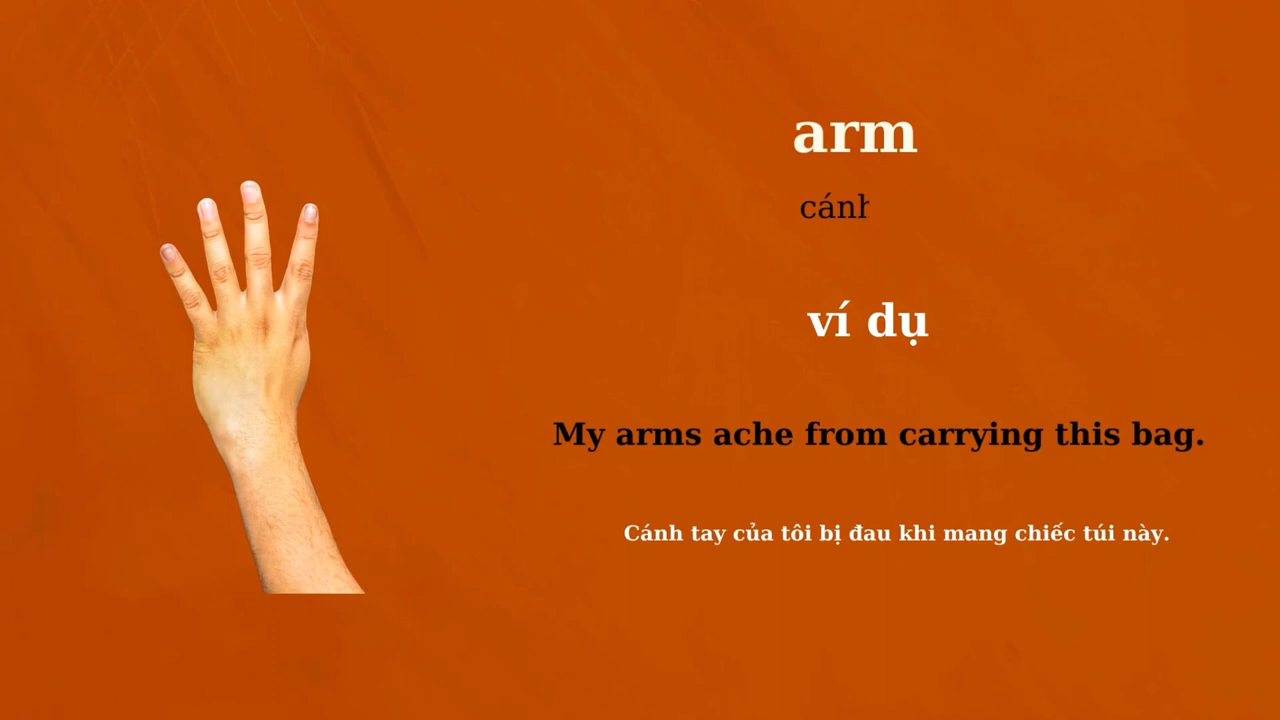 arm
cánh
ví dụ
My arms ache from carrying this bag.
Cánh tay của tôi bị đau khi mang chiếc túi này.